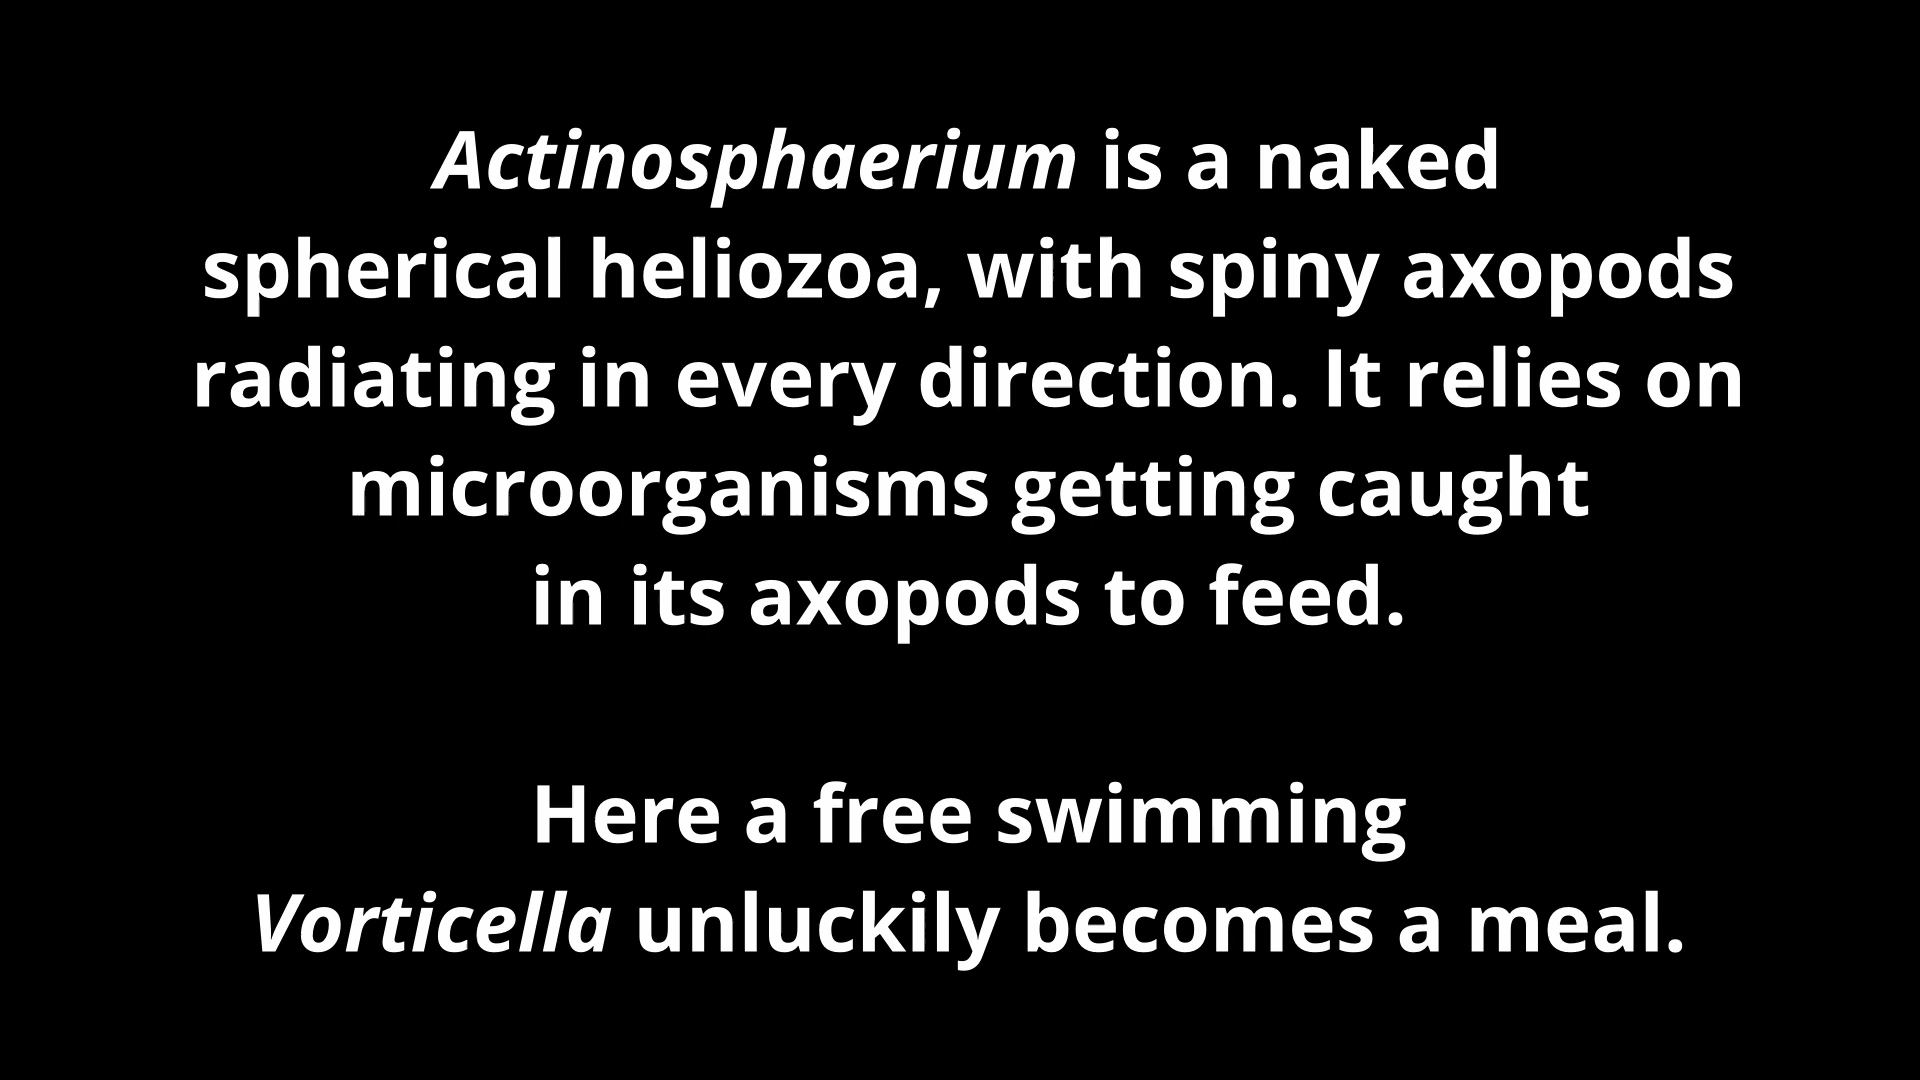 Actinosphaerium is a naked
spherical heliozoa, with spiny axopods
radiating in every direction. It relies on
microorganisms getting caught
in its axopods to feed.
Here a free swimming
Vorticella unluckily becomes a meal.